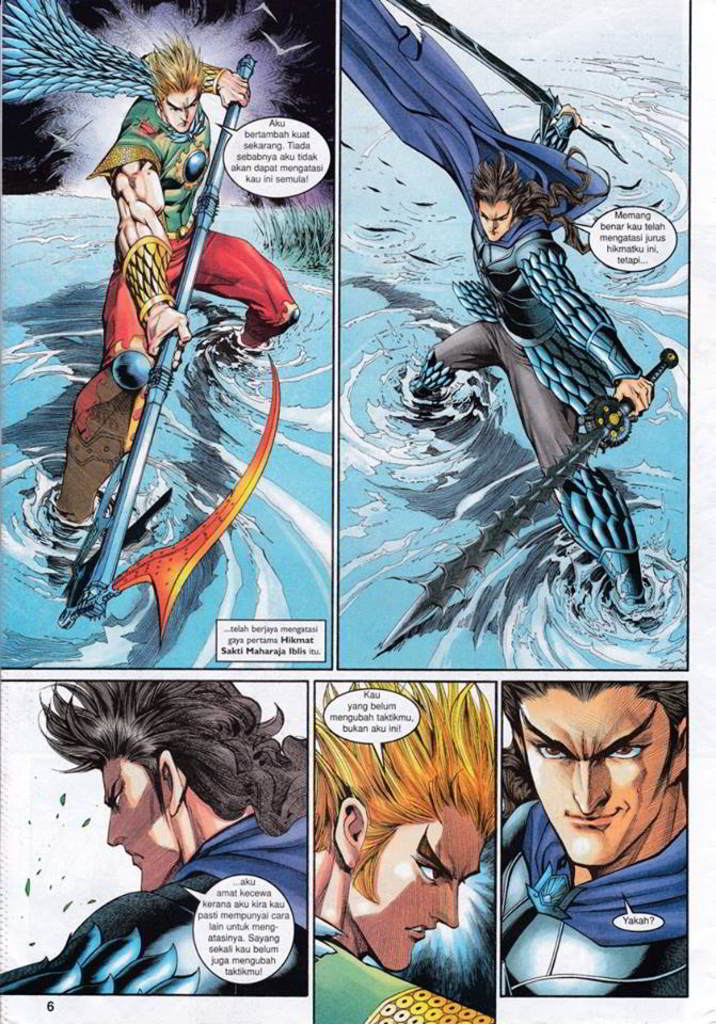 Aku
bertambah kuat
sekarang. Tiada
sebabnya aku tidak
akan dapat mengatasi
kau ini semula!
...telah berjaya mengatasi
gaya pertama Hikmat
Sakti Maharaja Iblis itu.
Memang
benar kau telah
mengatasi jurus
hikmatku ini,
tetapi...
...aku
amat kecewa
kerana aku kira kau
pasti mempunyai cara
lain untuk meng-
atasinya. Sayang
sekali kau belum
juga mengubah
taktikmu!
Kau
yang belum
mengubah taktikmu,
bukan aku ini!
Yakah?
6